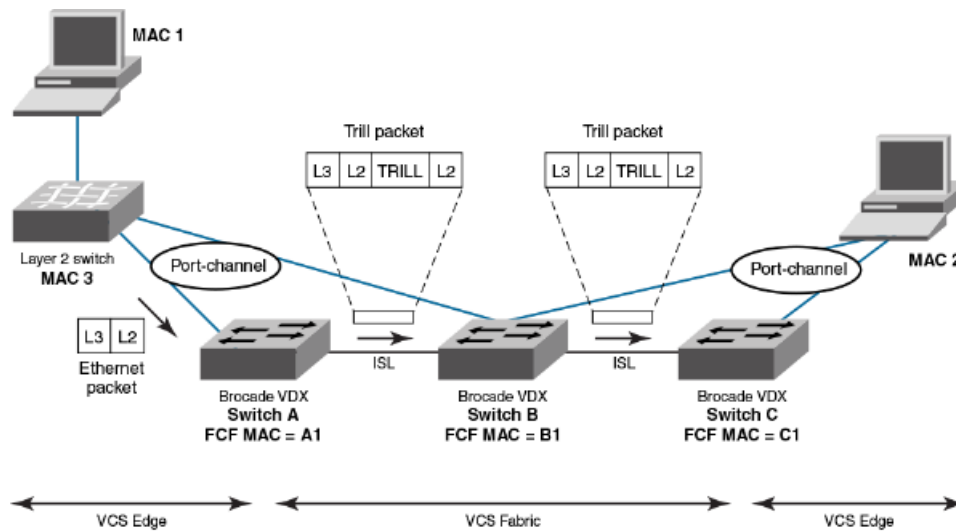 MAC 1
Trill packet
L3 L2 TRILL L2
Trill packet
L3 L2 TRILL L2
Layer 2 switch
MAC 3
Port-channel
Port-channel
MAC 2
L3 L2
Ethernet
packet
ISL
ISL
Brocade VDX
Switch A
FCF MAC = A1
Brocade VDX
Switch B
FCF MAC = B1
Brocade VDX
Switch C
FCF MAC = C1
VCS Edge
VCS Fabric
VCS Edge